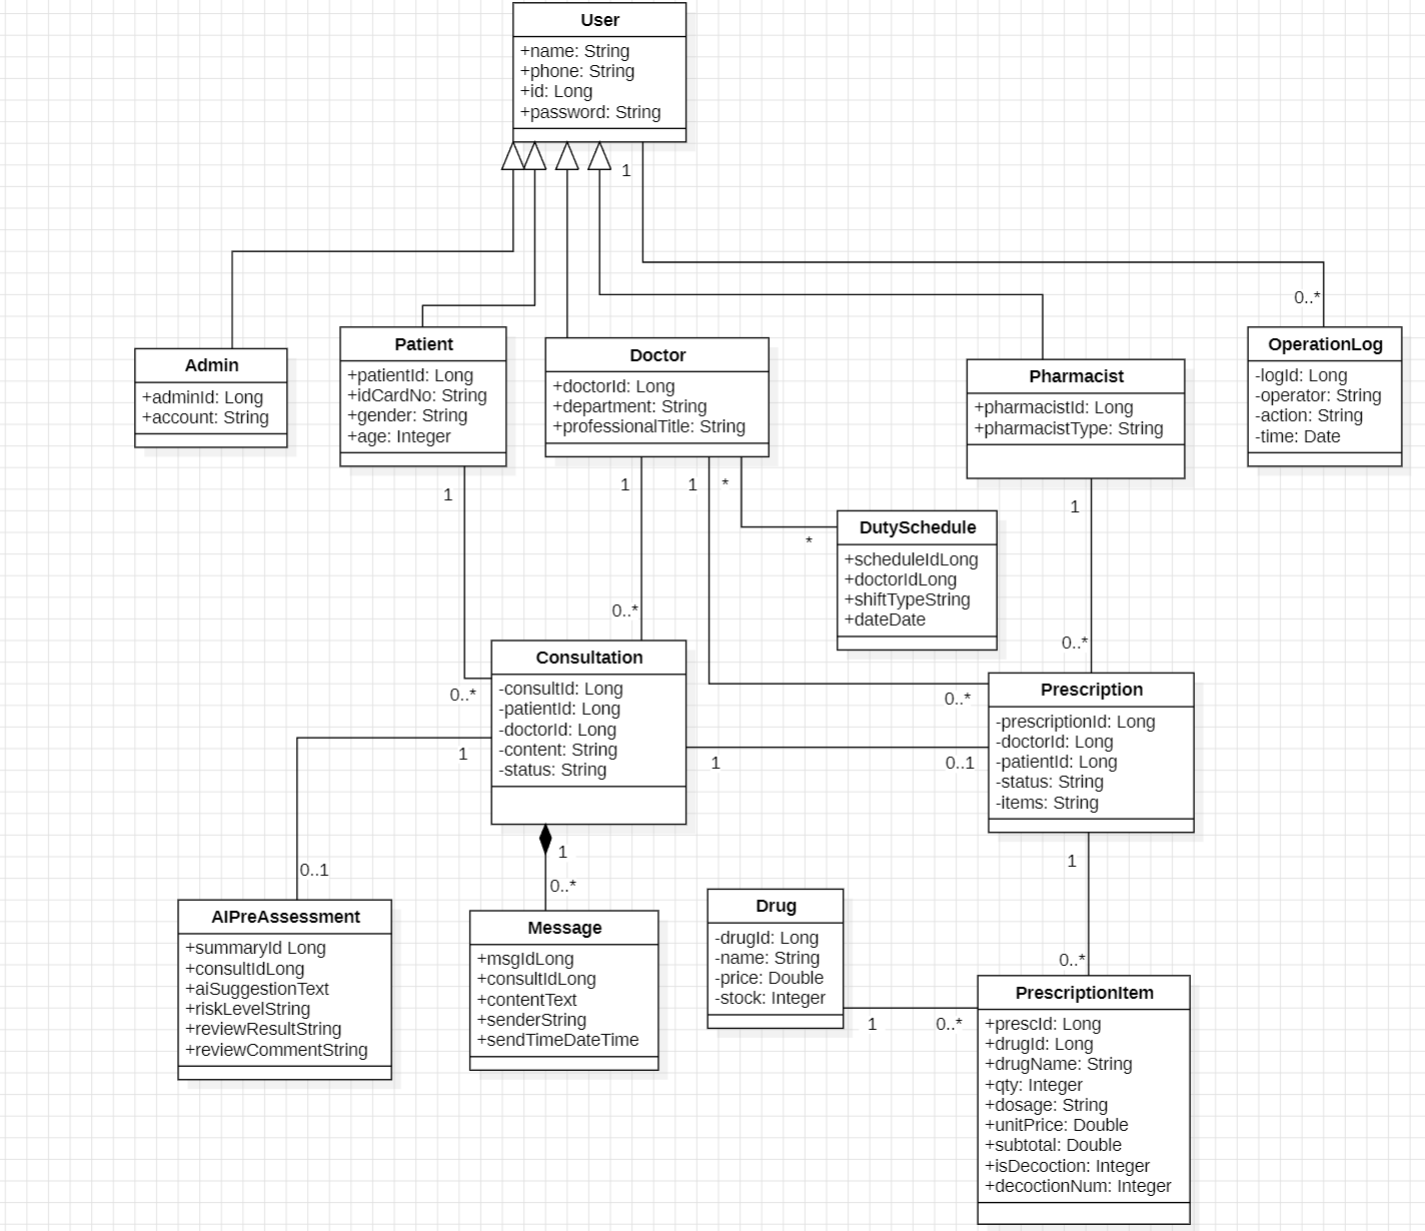 User
+name: String
+phone: String
+id: Long
+password: String
1
0..*
Admin
+adminId: Long
+account: String
Patient
+patientId: Long
+idCardNo: String
+gender: String
+age: Integer
Doctor
+doctorId: Long
+department: String
+professionalTitle: String
Pharmacist
+pharmacistId: Long
+pharmacistType: String
OperationLog
-logId: Long
-operator: String
-action: String
-time: Date
1
1
1
*
*
1
DutySchedule
+scheduleIdLong
+doctorIdLong
+shiftTypeString
+dateDate
0..*
0..*
0..*
0..*
Consultation
-consultId: Long
-patientId: Long
-doctorId: Long
-content: String
-status: String
Prescription
-prescriptionId: Long
-doctorId: Long
-patientId: Long
-status: String
-items: String
1
1
0..1
1
0..*
0..1
1
0..*
AIPreAssessment
+summaryId Long
+consultIdLong
+aiSuggestionText
+riskLevelString
+reviewResultString
+reviewCommentString
Message
+msgIdLong
+consultIdLong
+contentText
+senderString
+sendTimeDateTime
Drug
-drugId: Long
-name: String
-price: Double
-stock: Integer
1
0..*
PrescriptionItem
+prescId: Long
+drugId: Long
+drugName: String
+qty: Integer
+dosage: String
+unitPrice: Double
+subtotal: Double
+isDecoction: Integer
+decoctionNum: Integer